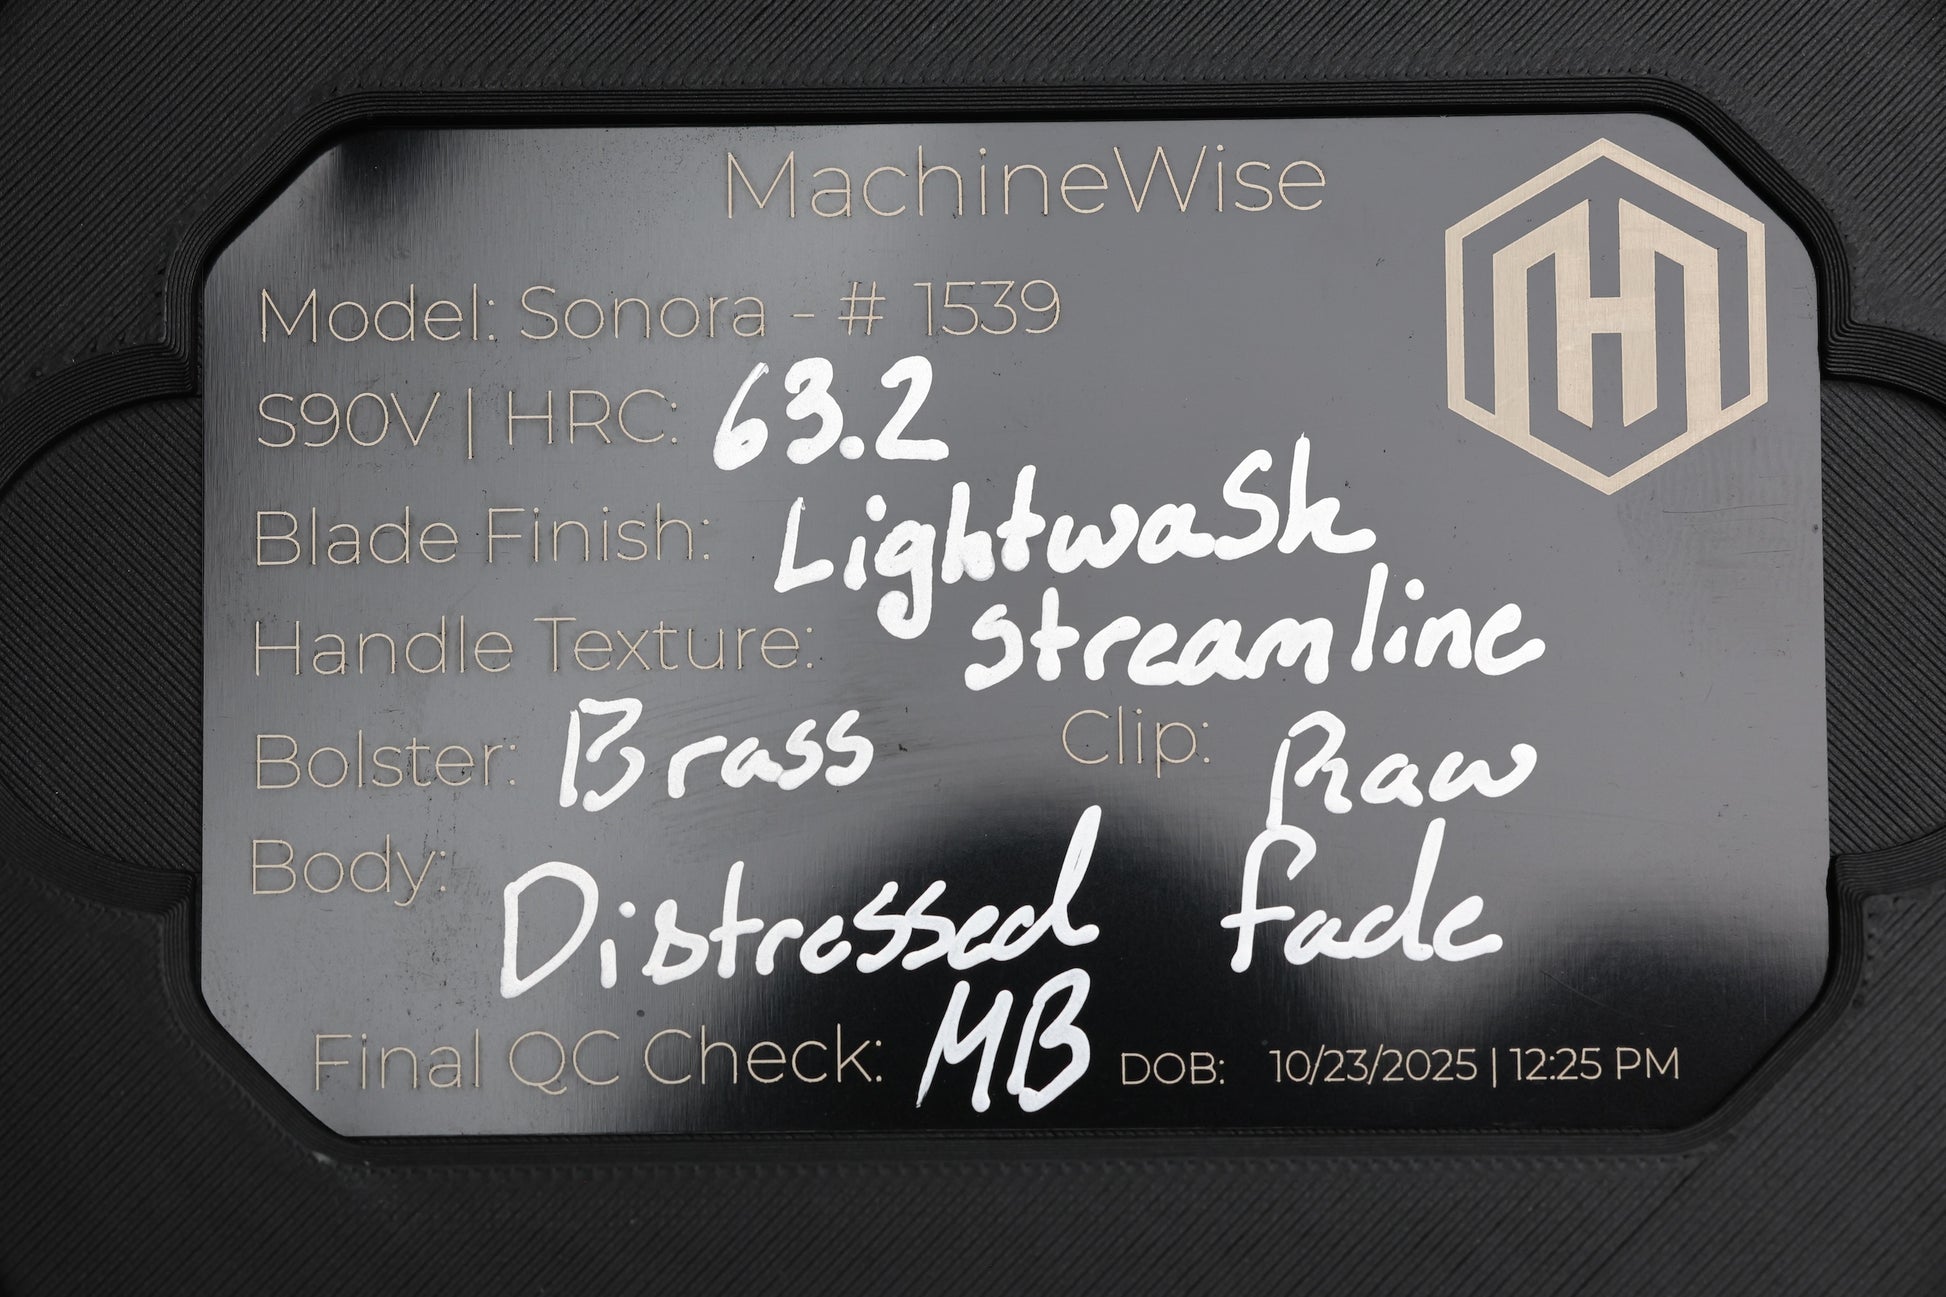 MachineWise
Model: Sonora - # 1539
S90V | HRC: 63.2
Blade Finish: Lightwash
Handle Texture: streamline
Bolster: Brass Clip: Raw
Body: Distressed fade
Final QC Check: MB DOB: 10/23/2025 | 12:25 PM